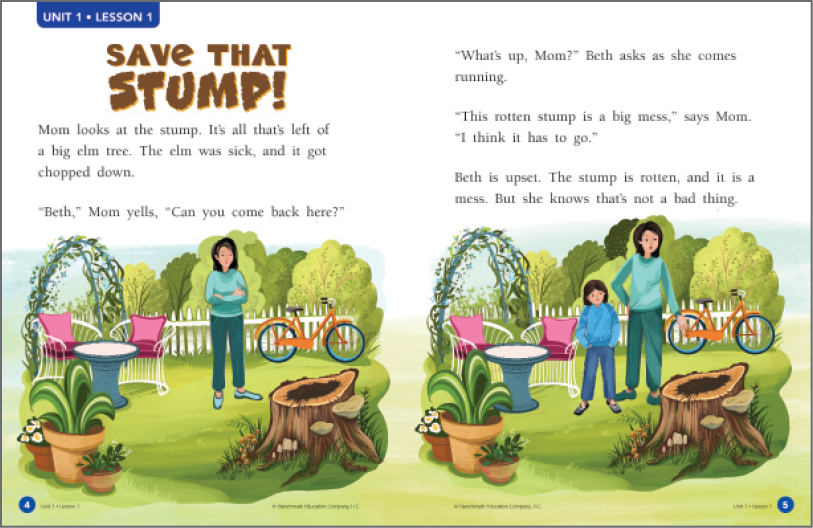 UNIT 1 • LESSON 1
SAVE THAT
STUMP!
Mom looks at the stump. It's all that's left of
a big elm tree. The elm was sick, and it got
chopped down.
"Beth," Mom yells, "Can you come back here?"
4
Unit 1 • Lesson 1
© Benchmark Education Company, LLC
"What's up, Mom?" Beth asks as she comes
running.
"This rotten stump is a big mess," says Mom.
"I think it has to go."
Beth is upset. The stump is rotten, and it is a
mess. But she knows that's not a bad thing.
© Benchmark Education Company, LLC
Unit 1 • Lesson 1
5